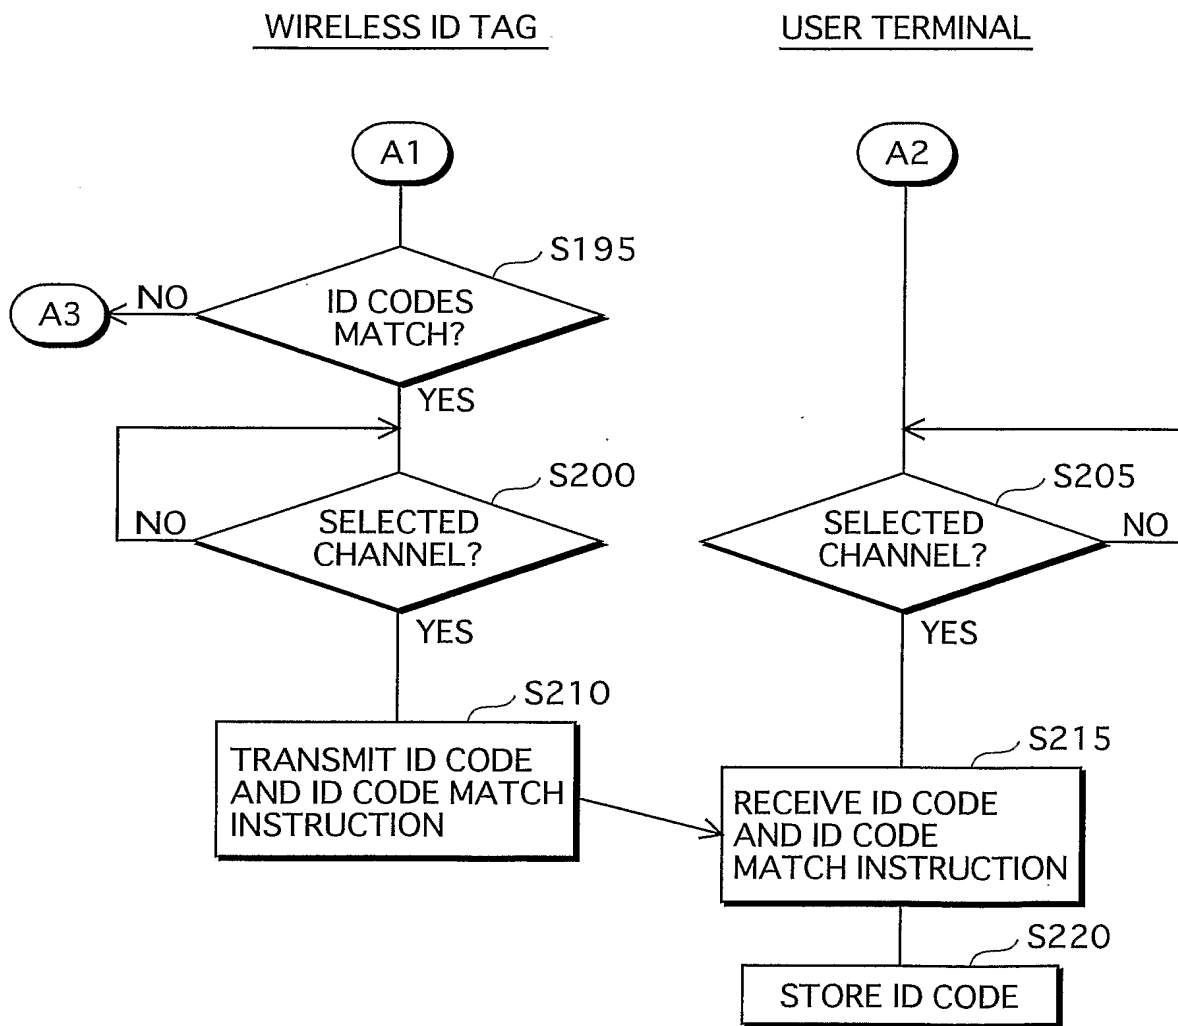 WIRELESS ID TAG
USER TERMINAL
A1
A2
S195
A3
NO
ID CODES
MATCH?
YES
S200
S205
NO
SELECTED
CHANNEL?
SELECTED
CHANNEL?
NO
YES
YES
S210
TRANSMIT ID CODE
AND ID CODE MATCH
INSTRUCTION
S215
RECEIVE ID CODE
AND ID CODE
MATCH INSTRUCTION
S220
STORE ID CODE